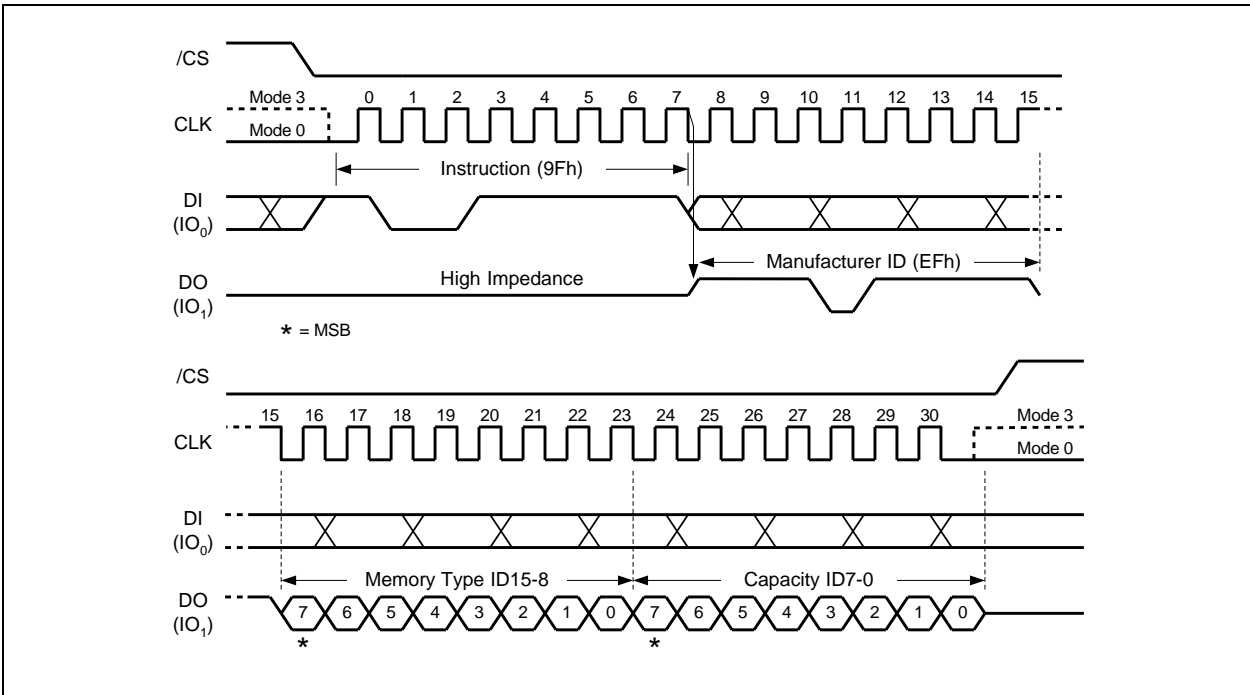 /CS
Mode 3 0 1 2 3 4 5 6 7 8 9 10 11 12 13 14 15
CLK
Mode 0
Instruction (9Fh)
DI
(IO0)
Manufacturer ID (EFh)
High Impedance
DO
(IO1)
* = MSB
/CS
15 16 17 18 19 20 21 22 23 24 25 26 27 28 29 30 Mode 3
CLK
Mode 0
DI
(IO0)
Memory Type ID15-8 Capacity ID7-0
DO
(IO1)
7 6 5 4 3 2 1 0 7 6 5 4 3 2 1 0
* *